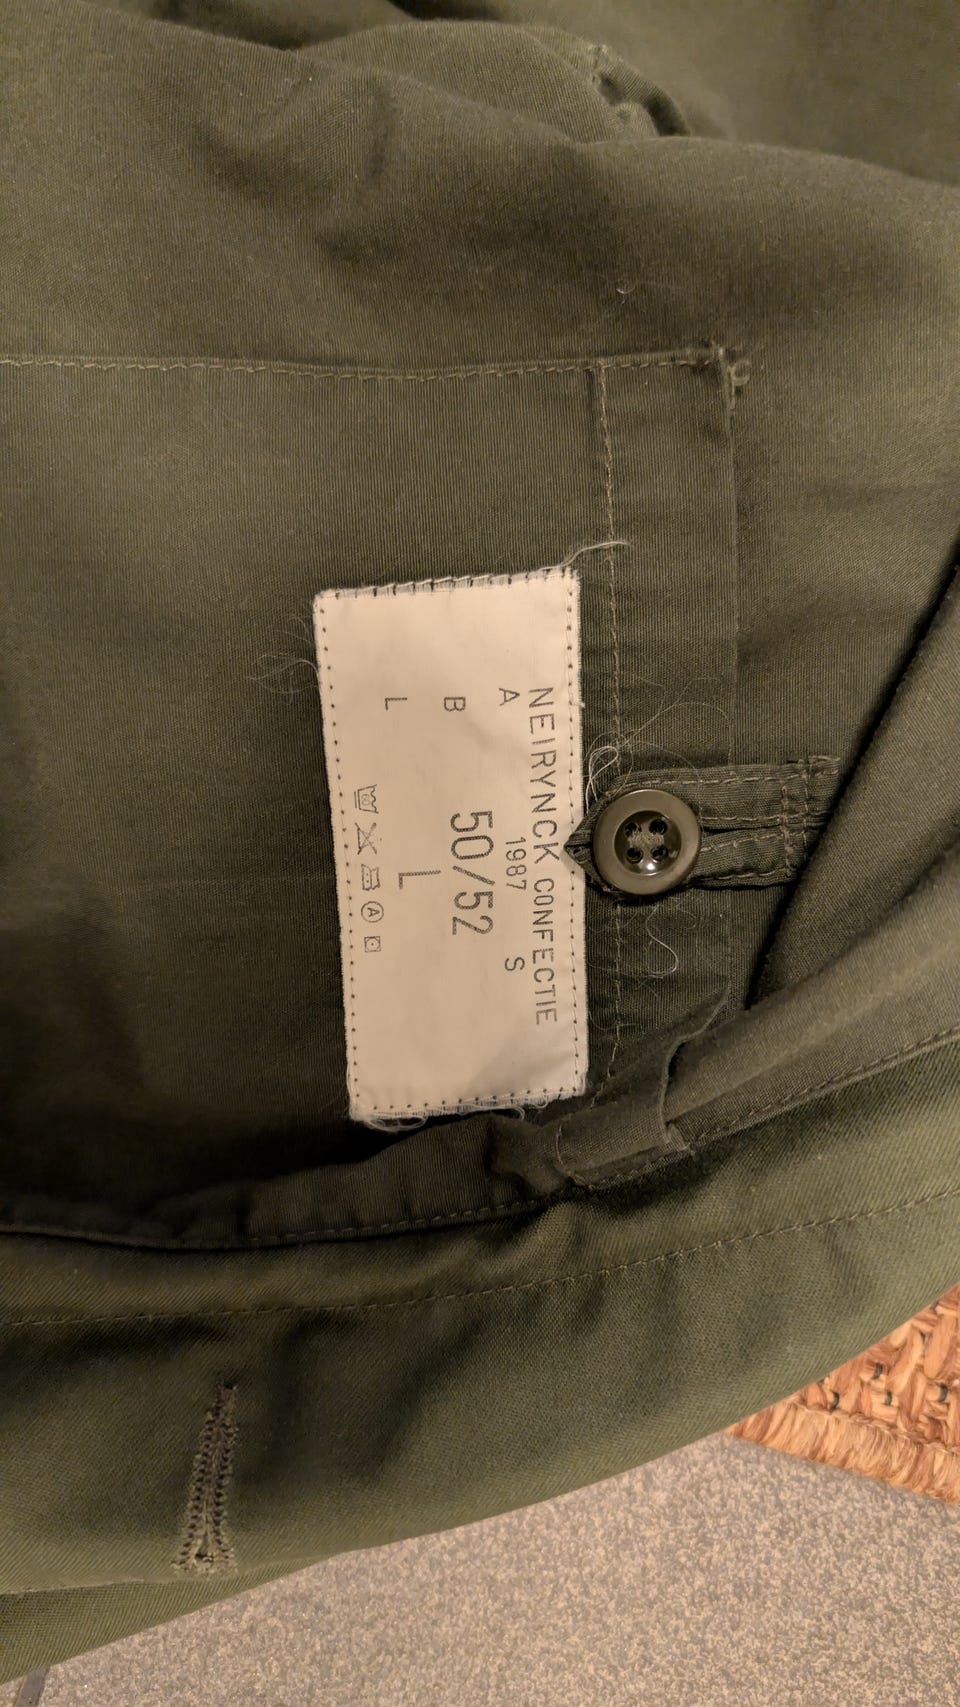 NEIRYNCK CONFECTIE
A 1987 S
B 50/52
L L
A